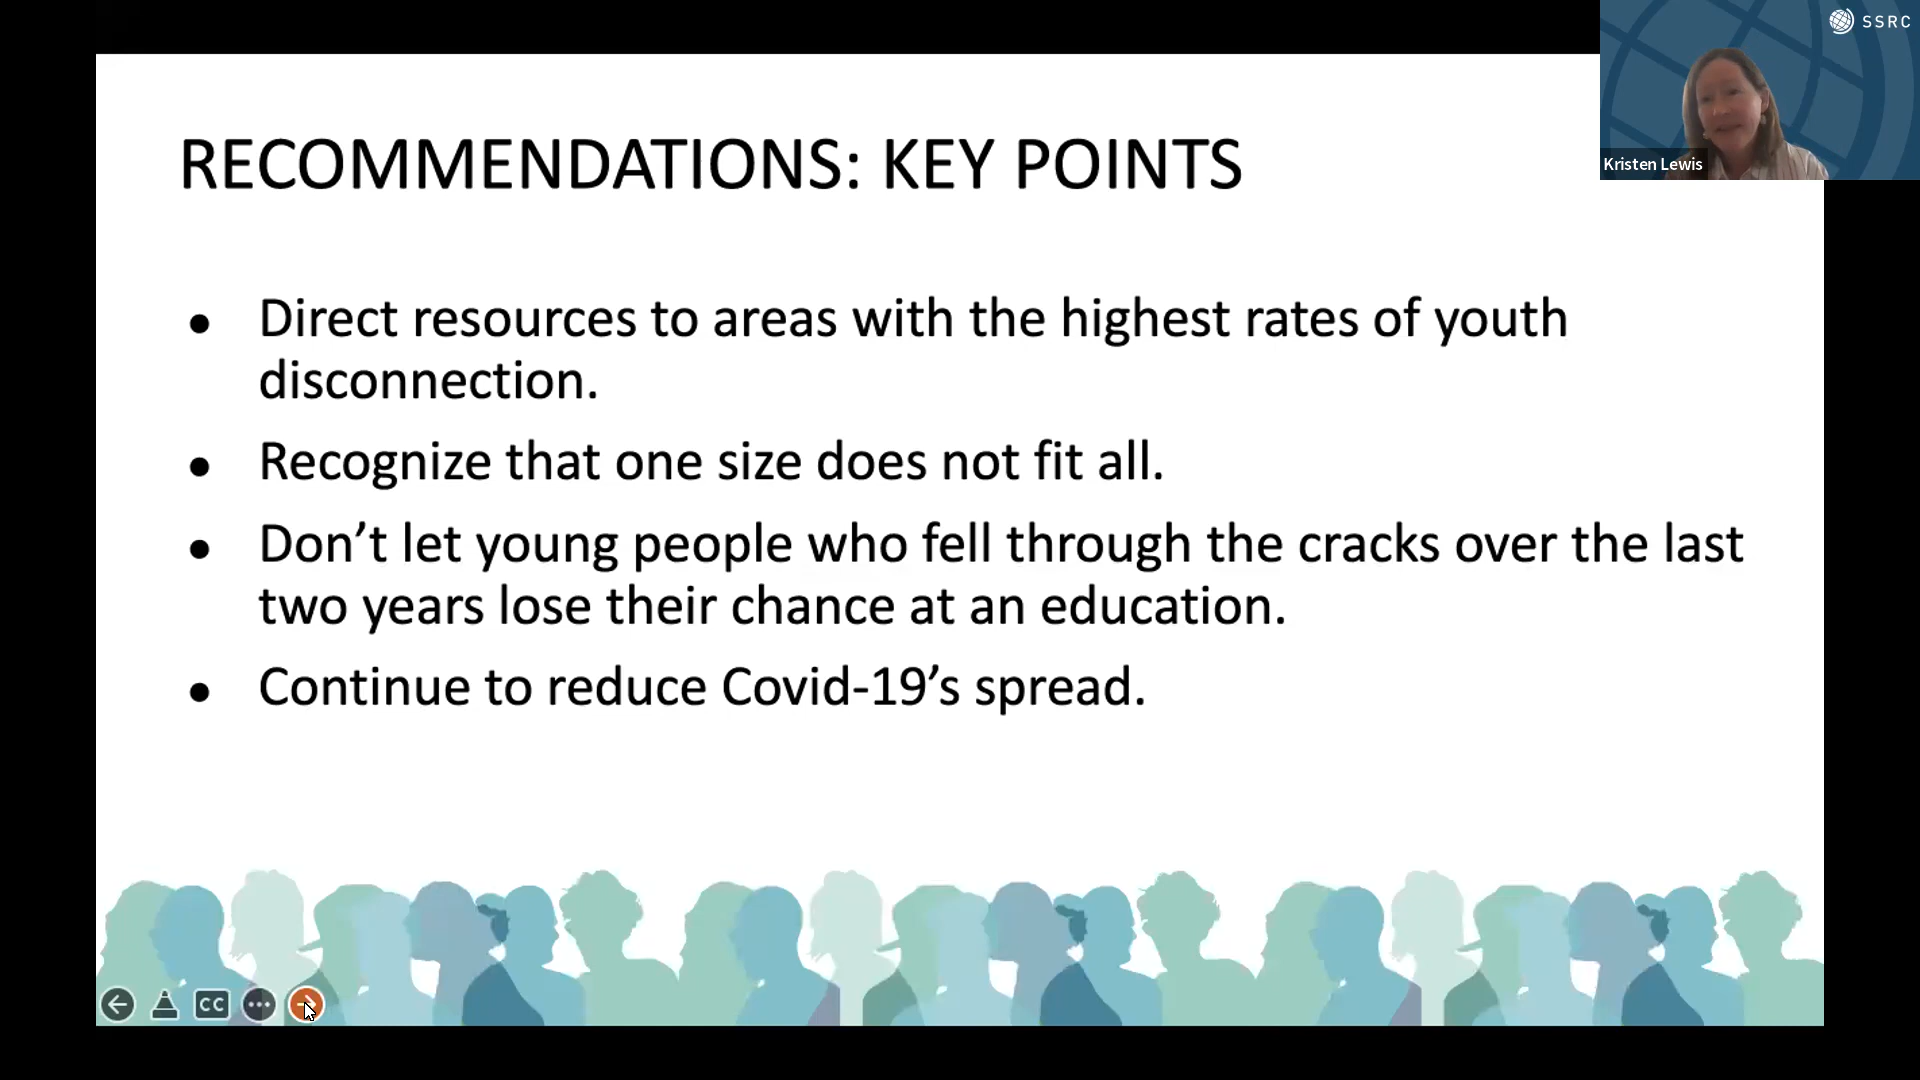 SSRC
Kristen Lewis
RECOMMENDATIONS: KEY POINTS
● Direct resources to areas with the highest rates of youth
disconnection.
● Recognize that one size does not fit all.
● Don’t let young people who fell through the cracks over the last
two years lose their chance at an education.
● Continue to reduce Covid-19’s spread.
CC